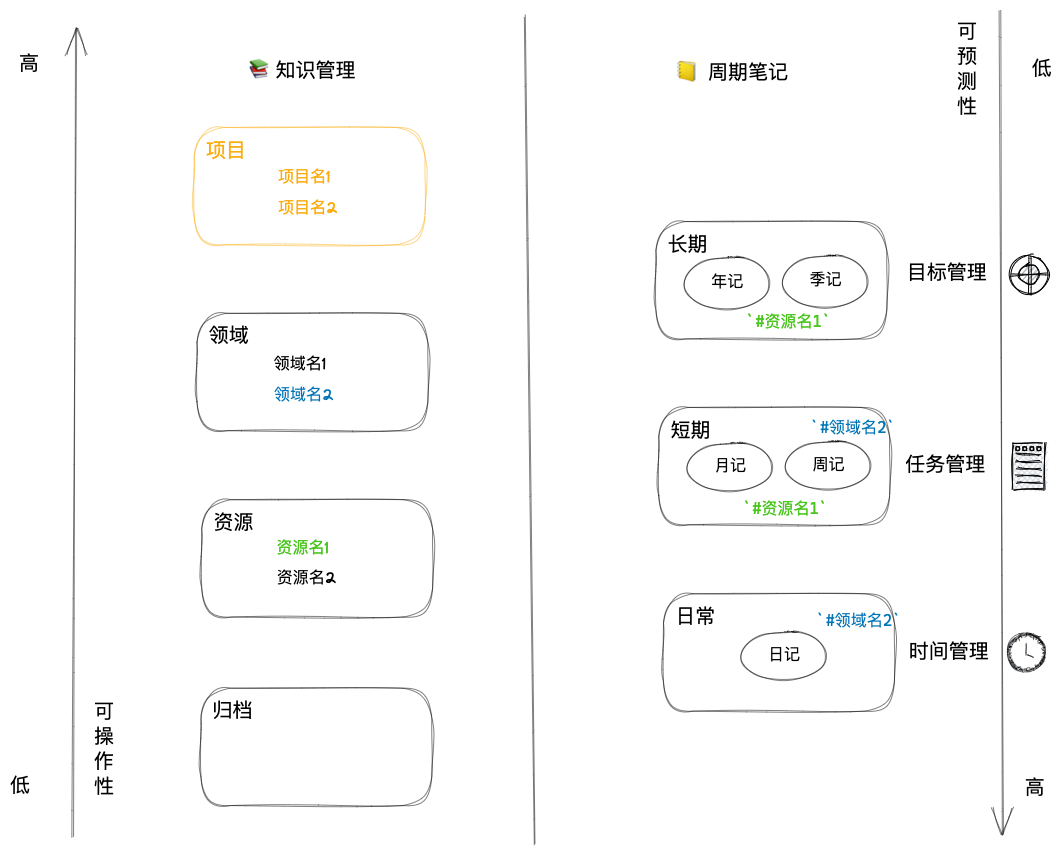 高
📚 知识管理
项目
项目名1
项目名2
领域
领域名1
领域名2
资源
资源名1
资源名2
归档
可操作性
低
📒 周期笔记
可预测性
低
长期
年记
季记
`#资源名1`
目标管理
短期
`#领域名2`
月记
周记
`#资源名1`
任务管理
日常
`#领域名2`
日记
时间管理
高